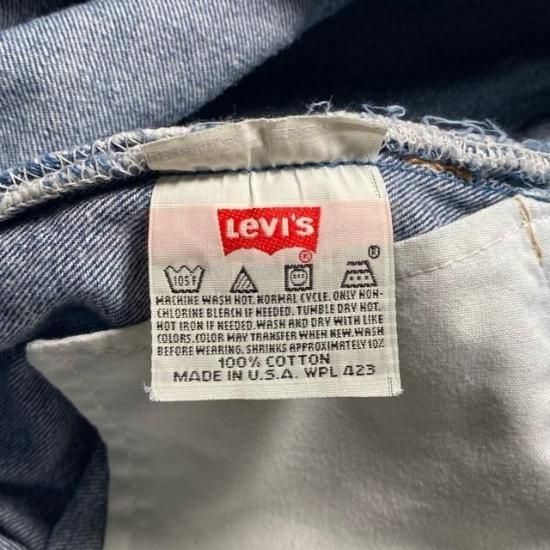 Levi's
®
®
105F
MACHINE WASH HOT. NORMAL CYCLE. ONLY NON-
CHLORINE BLEACH IF NEEDED. TUMBLE DRY HOT.
HOT IRON IF NEEDED. WASH AND DRY WITH LIKE
COLORS. COLOR MAY TRANSFER WHEN NEW. WASH
BEFORE WEARING. SHRINKS APPROXIMATELY 10%
100% COTTON
MADE IN U.S.A. WPL 423